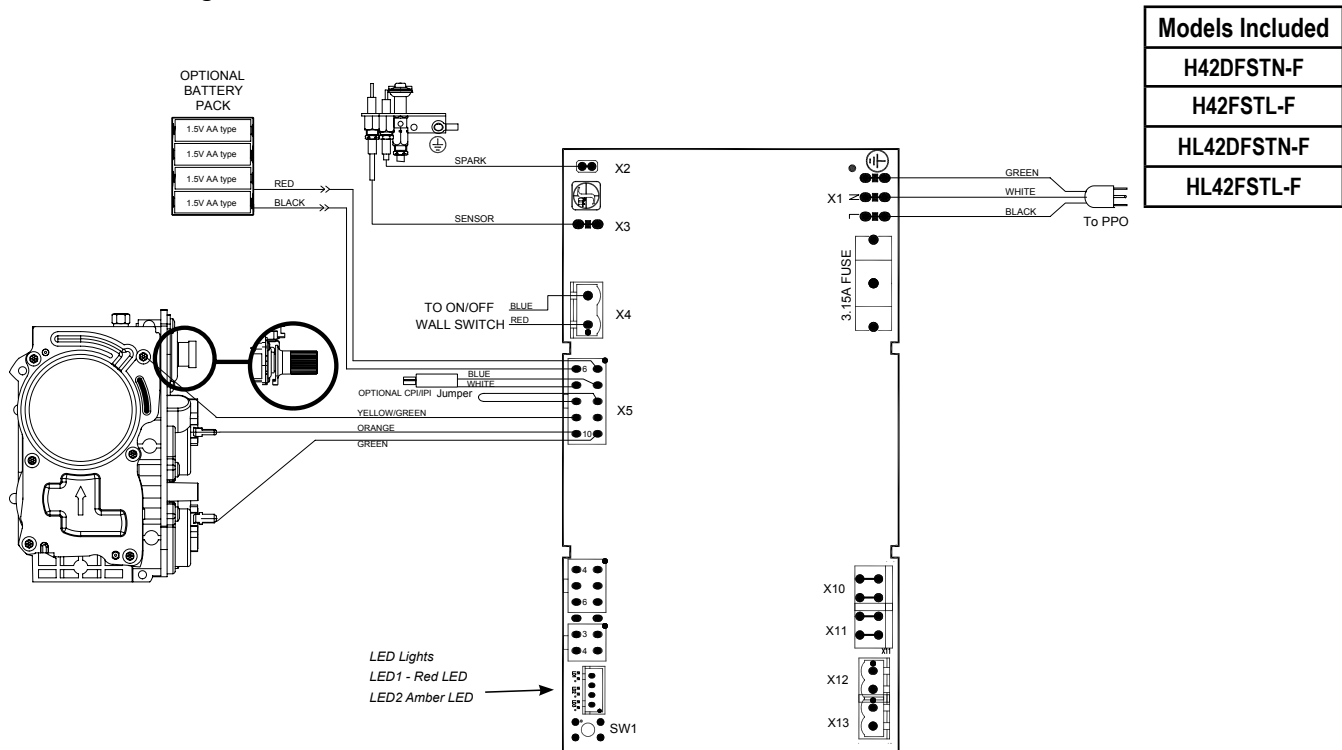 Models Included
H42DFSTN-F
H42FSTL-F
HL42DFSTN-F
HL42FSTL-F
OPTIONAL
BATTERY
PACK
1.5V AA type
1.5V AA type
1.5V AA type
1.5V AA type
RED
BLACK
SPARK
X2
SENSOR
X3
GREEN
WHITE
BLACK
X1
N
L
To PPO
3.15A FUSE
TO ON/OFF
WALL SWITCH
BLUE
RED
X4
6
BLUE
WHITE
OPTIONAL CPI/IPI Jumper
X5
YELLOW/GREEN
ORANGE
10
GREEN
4
6
3
4
X10
X11
X11
X12
X13
LED Lights
LED1 - Red LED
LED2 Amber LED
SW1